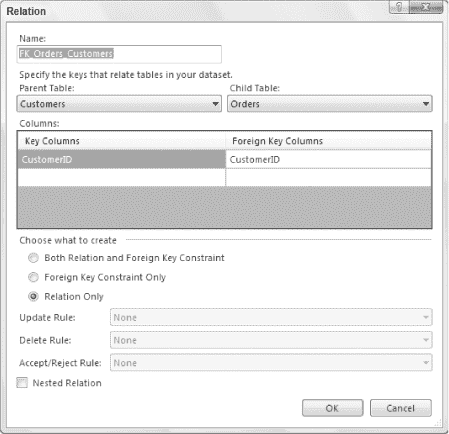 Relation
Name:
FK_Orders_Customers
Specify the keys that relate tables in your dataset.
Parent Table: Child Table:
Customers Orders
Columns:
Key Columns Foreign Key Columns
CustomerID CustomerID
Choose what to create
Both Relation and Foreign Key Constraint
Foreign Key Constraint Only
Relation Only
Update Rule: None
Delete Rule: None
Accept/Reject Rule: None
Nested Relation
OK Cancel